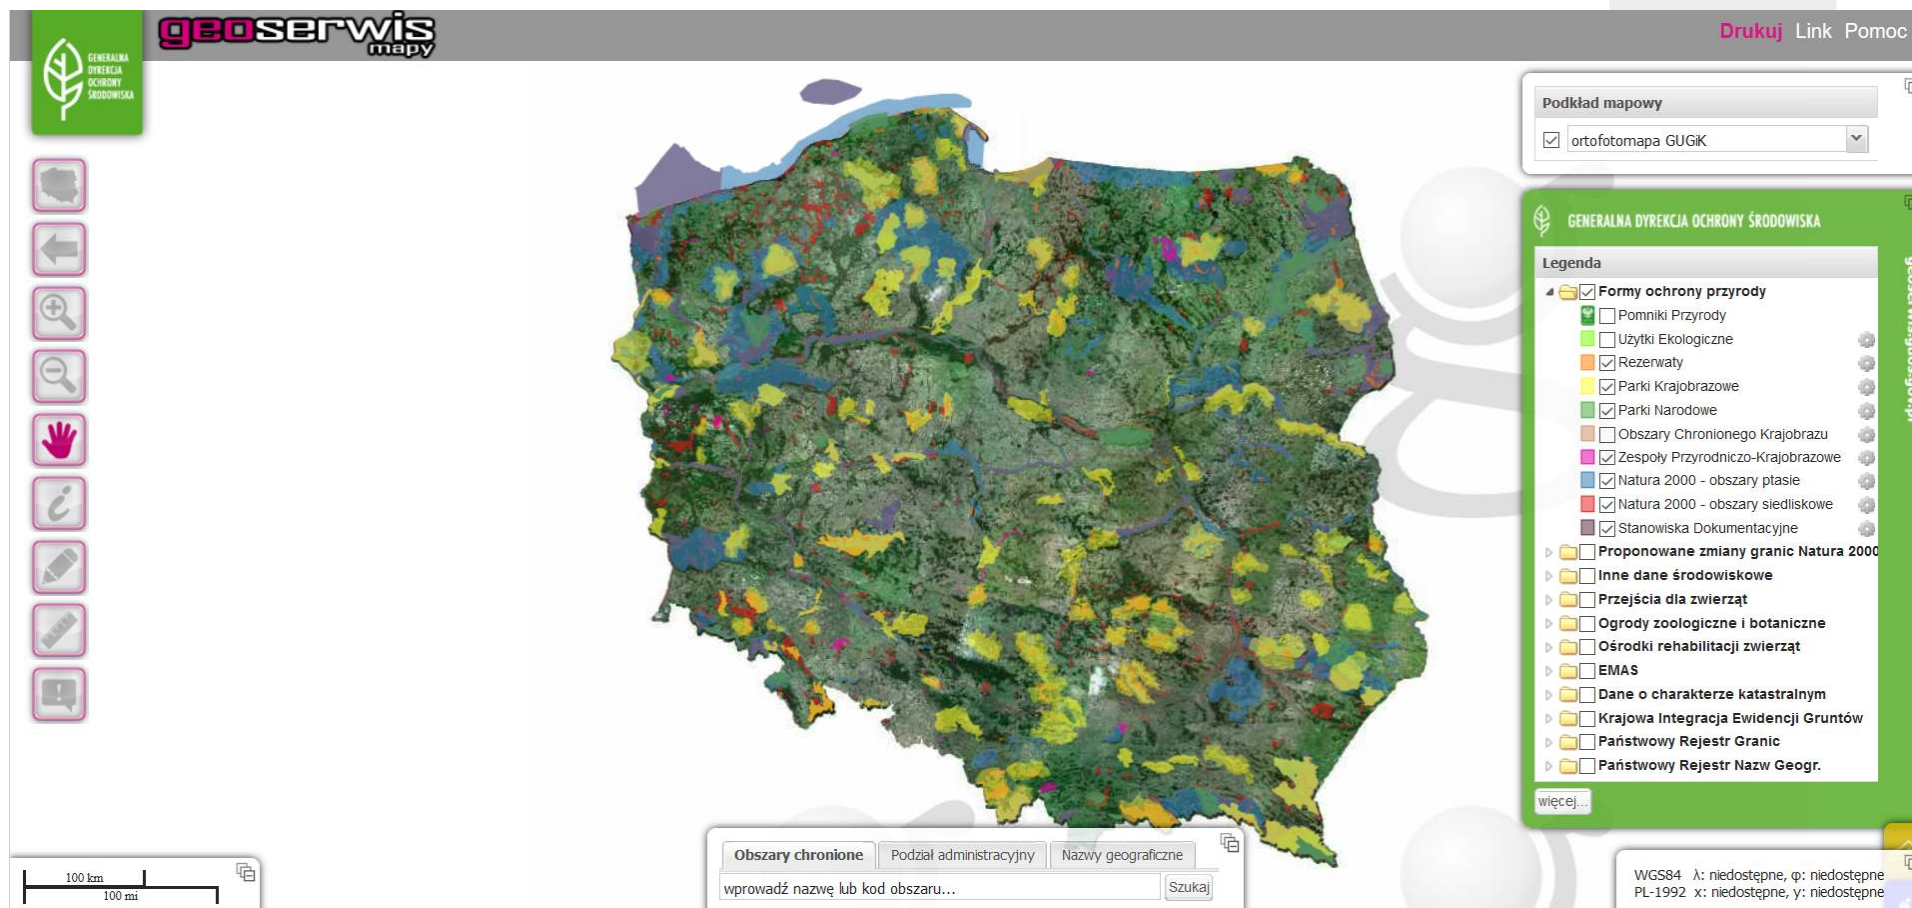 geoserwis
mapy
GENERALNA
DYREKCJA
OCHRONY
ŚRODOWISKA
Drukuj Link Pomoc
Podkład mapowy
ortofotomapa GUGiK
GENERALNA DYREKCJA OCHRONY ŚRODOWISKA
Legenda
Formy ochrony przyrody
Pomniki Przyrody
Użytki Ekologiczne
Rezerwaty
Parki Krajobrazowe
Parki Narodowe
Obszary Chronionego Krajobrazu
Zespoły Przyrodniczo-Krajobrazowe
Natura 2000 - obszary ptasie
Natura 2000 - obszary siedliskowe
Stanowiska Dokumentacyjne
Proponowane zmiany granic Natura 2000
Inne dane środowiskowe
Przejścia dla zwierząt
Ogrody zoologiczne i botaniczne
Ośrodki rehabilitacji zwierząt
EMAS
Dane o charakterze katastralnym
Krajowa Integracja Ewidencji Gruntów
Państwowy Rejestr Granic
Państwowy Rejestr Nazw Geogr.
więcej...
Obszary chronione Podział administracyjny Nazwy geograficzne
wprowadź nazwę lub kod obszaru... Szukaj
100 km
100 mi
WGS84 λ: niedostępne, φ: niedostępne
PL-1992 x: niedostępne, y: niedostępne